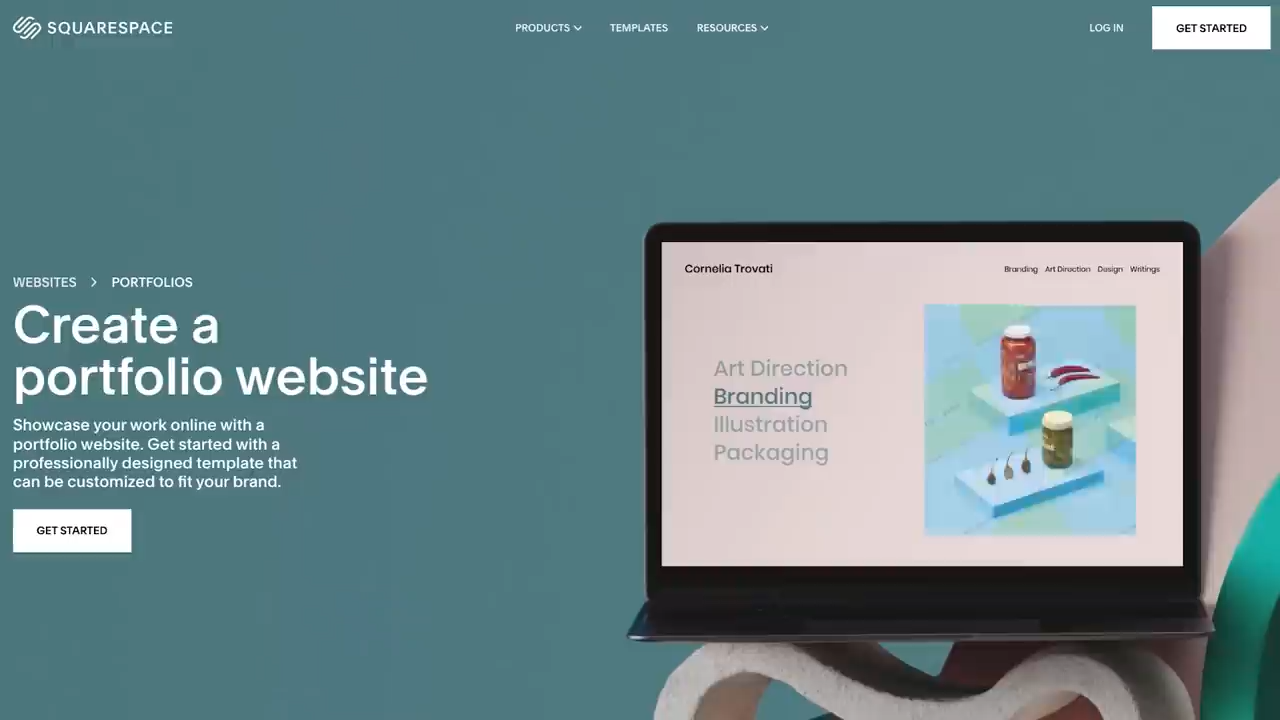 SQUARESPACE
PRODUCTS
TEMPLATES
RESOURCES
LOG IN
GET STARTED
WEBSITES > PORTFOLIOS
Create a
portfolio website
Showcase your work online with a
portfolio website. Get started with a
professionally designed template that
can be customized to fit your brand.
GET STARTED
Cornelia Trovati
Branding Art Direction Design Writings
Art Direction
Branding
Illustration
Packaging